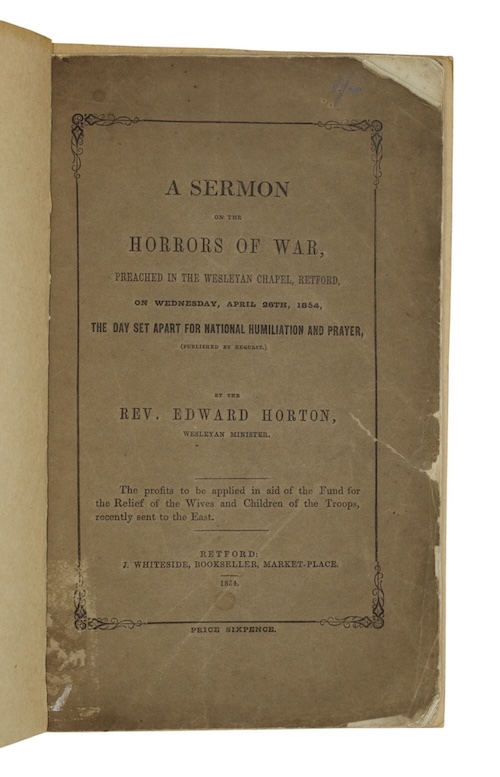 A SERMON
ON THE
HORRORS OF WAR,
PREACHED IN THE WESLEYAN CHAPEL, RETFORD,
ON WEDNESDAY, APRIL 26TH, 1854,
THE DAY SET APART FOR NATIONAL HUMILIATION AND PRAYER,
(PUBLISHED BY REQUEST.)
BY THE
REV. EDWARD HORTON,
WESLEYAN MINISTER.
The profits to be applied in aid of the Fund for
the Relief of the Wives and Children of the Troops,
recently sent to the East.
RETFORD:
J. WHITESIDE, BOOKSELLER, MARKET-PLACE.
1854.
PRICE SIXPENCE.